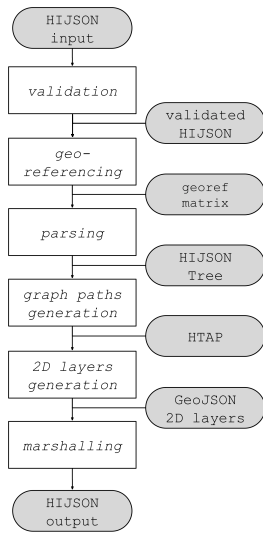 HIJSON
input
validation
validated
HIJSON
geo-
referencing
georef
matrix
parsing
HIJSON
Tree
graph paths
generation
HTAP
2D layers
generation
GeoJSON
2D layers
marshalling
HIJSON
output